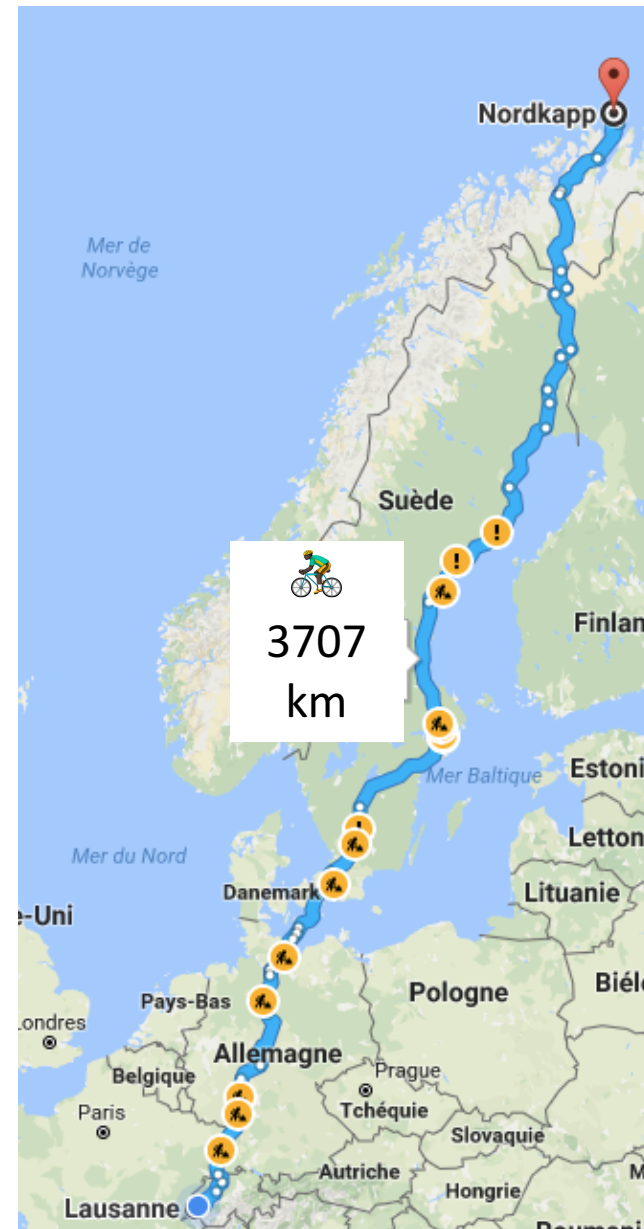 Nordkapp
Mer de
Norvège
Suède
3707
km
Finlan
Mer Baltique
Estoni
Letton
Mer du Nord
Danemark
Lituanie
e-Uni
Pays-Bas
Pologne
Biél
Londres
Allemagne
Belgique
Prague
Paris
Tchéquie
Slovaquie
Autriche
M
Lausanne
Hongrie